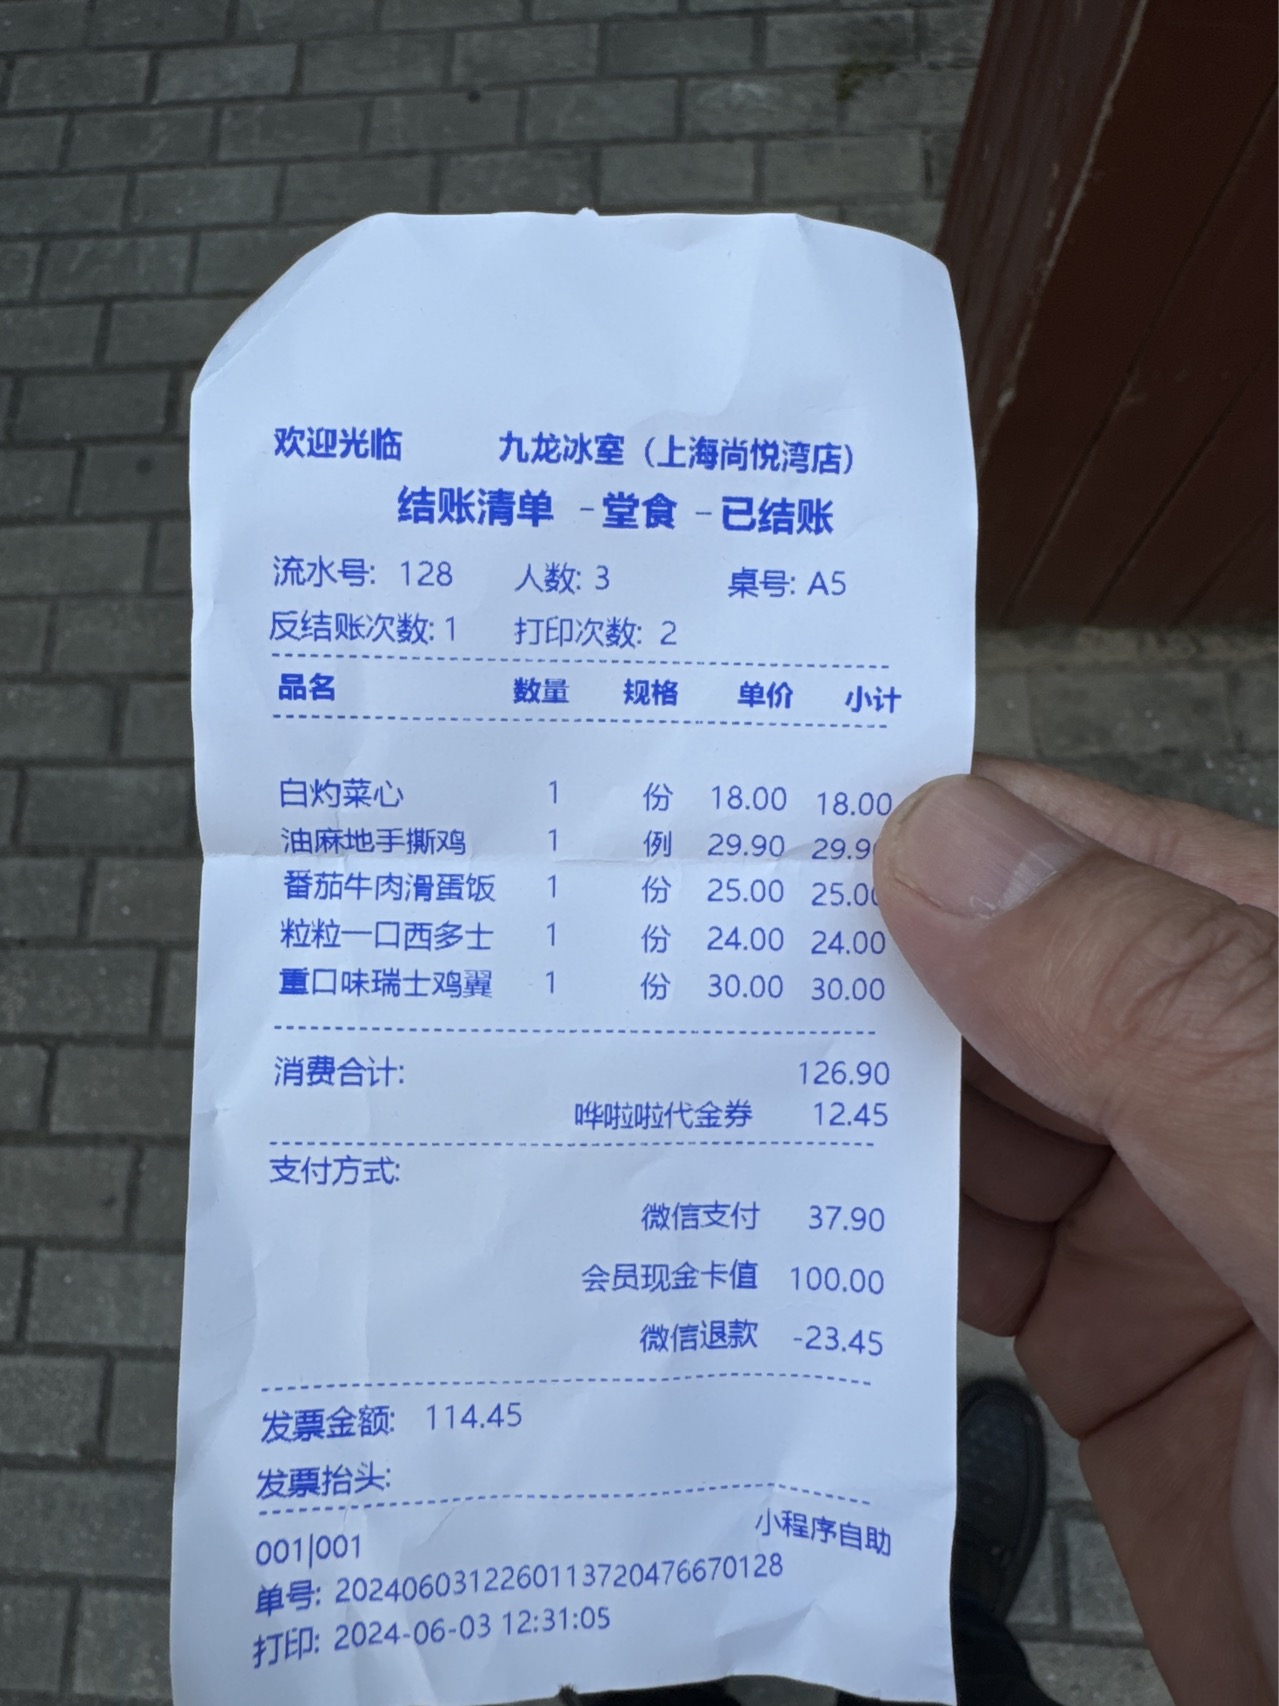 欢迎光临 九龙冰室（上海尚悦湾店）
结账清单 -堂食 -已结账
流水号: 128 人数: 3 桌号: A5
反结账次数: 1 打印次数: 2
品名 数量 规格 单价 小计
白灼菜心 1 份 18.00 18.00
油麻地手撕鸡 1 例 29.90 29.9
番茄牛肉滑蛋饭 1 份 25.00 25.0
粒粒一口西多士 1 份 24.00 24.00
重口味瑞士鸡翼 1 份 30.00 30.00
消费合计: 126.90
哗啦啦代金券 12.45
支付方式:
微信支付 37.90
会员现金卡值 100.00
微信退款 -23.45
发票金额: 114.45
发票抬头:
001|001 小程序自助
单号: 2024060312260113720476670128
打印: 2024-06-03 12:31:05